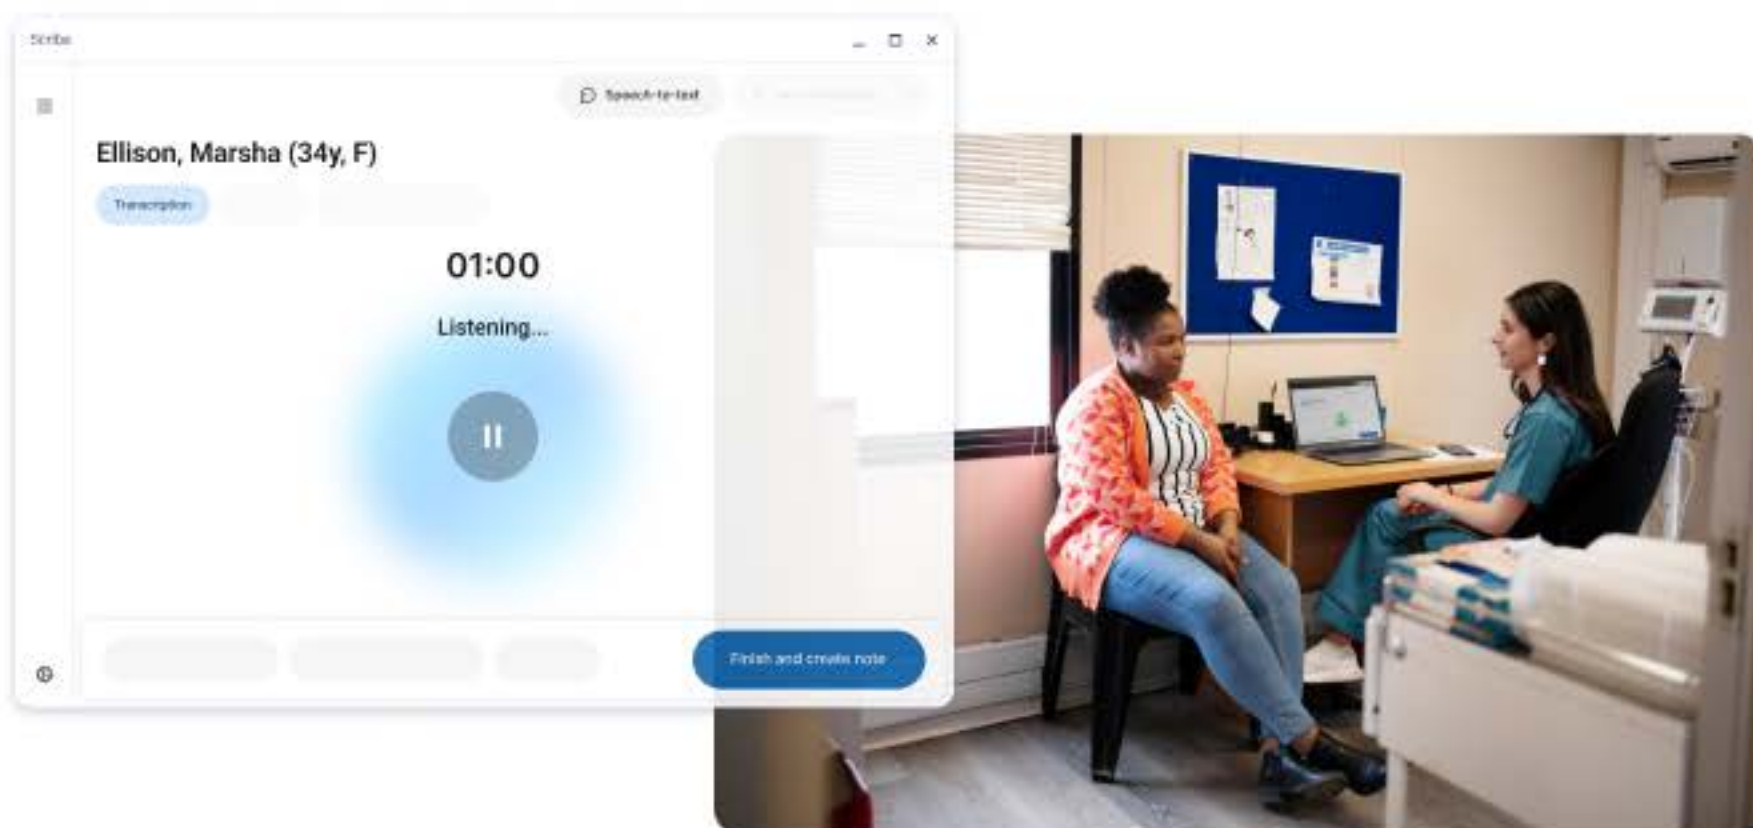 Scribe
Speech-to-text
Ellison, Marsha (34y, F)
Transcription
01:00
Listening...
Finish and create note